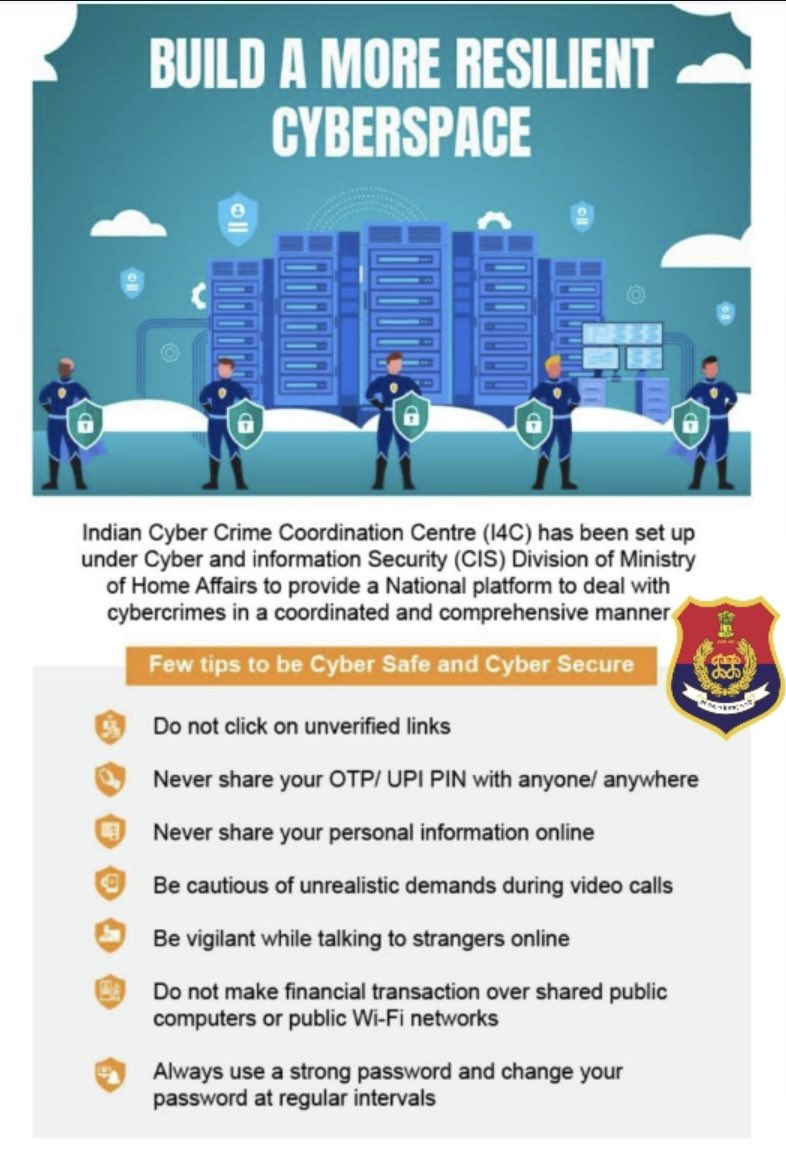 BUILD A MORE RESILIENT
CYBERSPACE
Indian Cyber Crime Coordination Centre (I4C) has been set up
under Cyber and information Security (CIS) Division of Ministry
of Home Affairs to provide a National platform to deal with
cybercrimes in a coordinated and comprehensive manner
Few tips to be Cyber Safe and Cyber Secure
Do not click on unverified links
Never share your OTP/ UPI PIN with anyone/ anywhere
Never share your personal information online
Be cautious of unrealistic demands during video calls
Be vigilant while talking to strangers online
Do not make financial transaction over shared public
computers or public Wi-Fi networks
Always use a strong password and change your
password at regular intervals